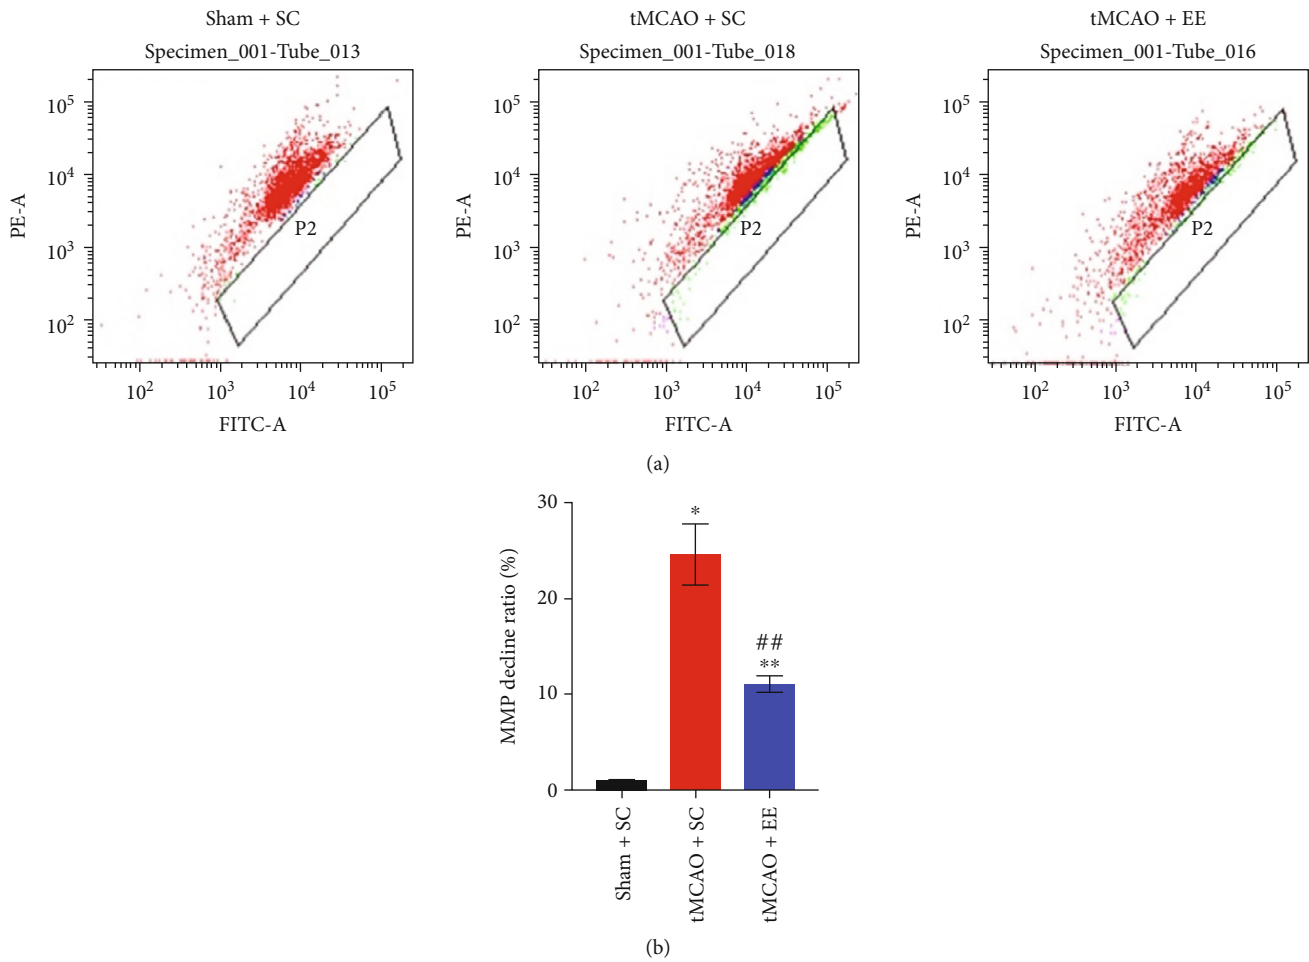 Sham + SC
tMCAO + SC
tMCAO + EE
Specimen_001-Tube_013
Specimen_001-Tube_018
Specimen_001-Tube_016
PE-A
10⁵
10⁴
10³
10²
P2
10² 10³ 10⁴ 10⁵
FITC-A
PE-A
10⁵
10⁴
10³
10²
P2
10² 10³ 10⁴ 10⁵
FITC-A
PE-A
10⁵
10⁴
10³
10²
P2
10² 10³ 10⁴ 10⁵
FITC-A
(a)
MMP decline ratio (%)
30
20
10
0
*
##
**
Sham + SC
tMCAO + SC
tMCAO + EE
(b)